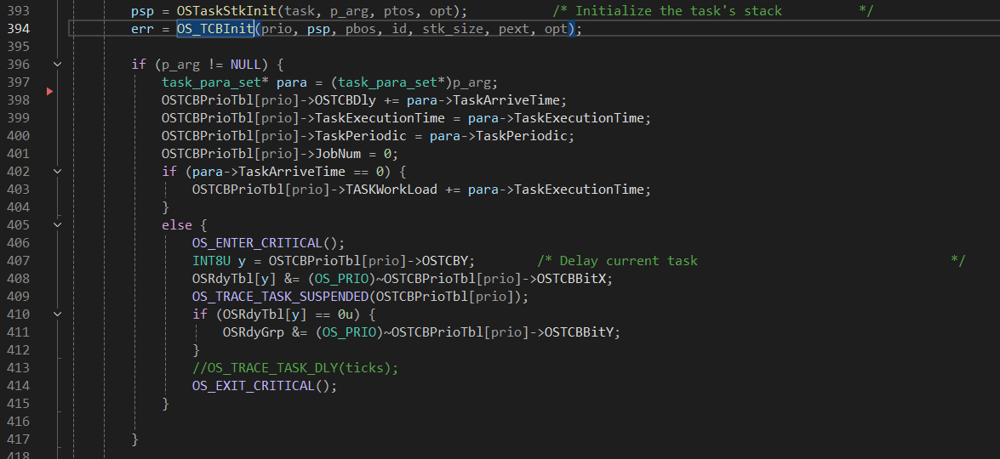 393 psp = OSTaskStkInit(task, p_arg, ptos, opt); /* Initialize the task's stack */
394 err = OS_TCBInit(prio, psp, pbos, id, stk_size, pext, opt);
395
396 if (p_arg != NULL) {
397 task_para_set* para = (task_para_set*)p_arg;
398 OSTCBPrioTbl[prio]->OSTCBDly += para->TaskArriveTime;
399 OSTCBPrioTbl[prio]->TaskExecutionTime = para->TaskExecutionTime;
400 OSTCBPrioTbl[prio]->TaskPeriodic = para->TaskPeriodic;
401 OSTCBPrioTbl[prio]->JobNum = 0;
402 if (para->TaskArriveTime == 0) {
403 OSTCBPrioTbl[prio]->TASKWorkLoad += para->TaskExecutionTime;
404 }
405 else {
406 OS_ENTER_CRITICAL();
407 INT8U y = OSTCBPrioTbl[prio]->OSTCBY; /* Delay current task */
408 OSRdyTbl[y] &= (OS_PRIO)~OSTCBPrioTbl[prio]->OSTCBBitX;
409 OS_TRACE_TASK_SUSPENDED(OSTCBPrioTbl[prio]);
410 if (OSRdyTbl[y] == 0u) {
411 OSRdyGrp &= (OS_PRIO)~OSTCBPrioTbl[prio]->OSTCBBitY;
412 }
413 //OS_TRACE_TASK_DLY(ticks);
414 OS_EXIT_CRITICAL();
415 }
416
417 }
418